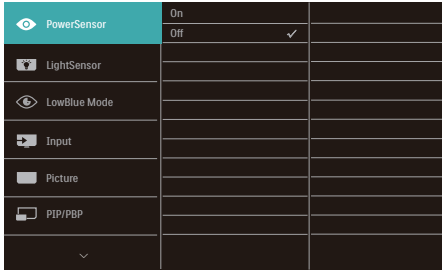 PowerSensor
On
Off
LightSensor
LowBlue Mode
Input
Picture
PIP/PBP